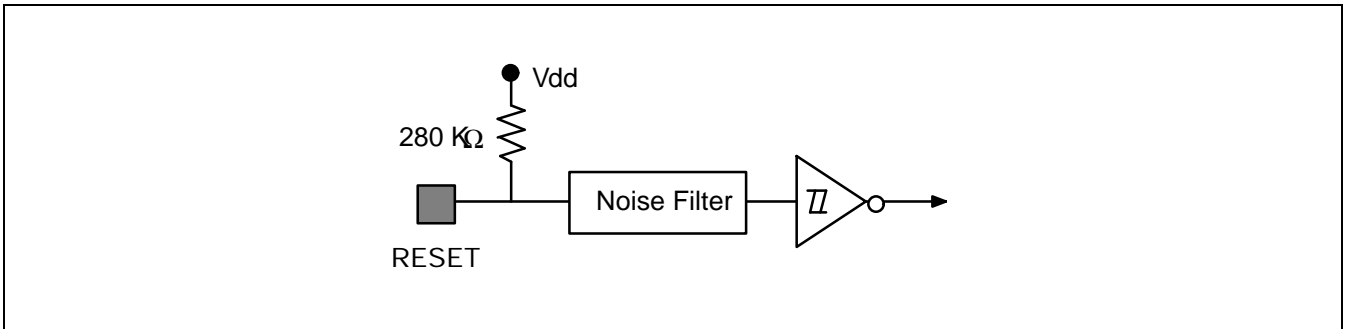 Vdd
280 KΩ
Noise Filter
RESET